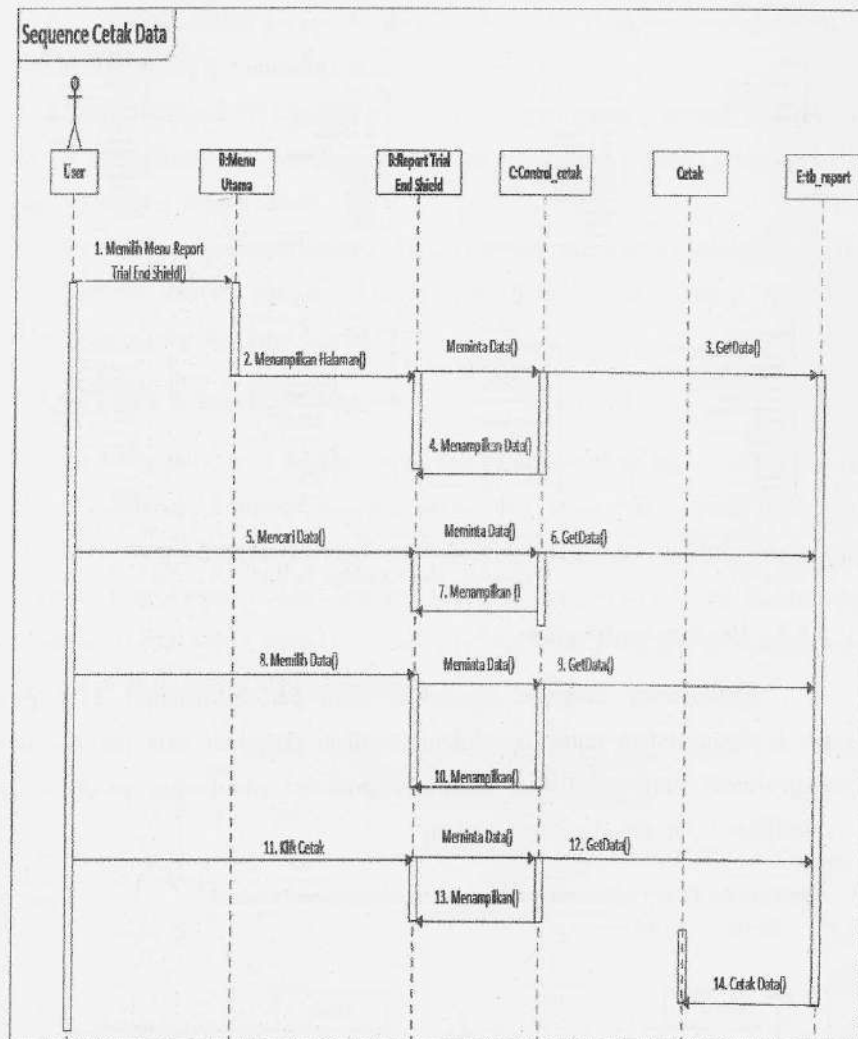 Sequence Cetak Data
User
B:Menu
Utama
B:Report Trial
End Shield
C:Control_cetak
Cetak
E:tb_report
1. Memilih Menu Report
Trial End Shield()
2. Menampilkan Halaman()
Meminta Data()
3. GetData()
4. Menampilkan Data()
5. Mencari Data()
Meminta Data()
6. GetData()
7. Menampilkan ()
8. Memilih Data()
Meminta Data()
9. GetData()
10. Menampilkan()
11. Klik Cetak
Meminta Data()
12. GetData()
13. Menampilkan()
14. Cetak Data()